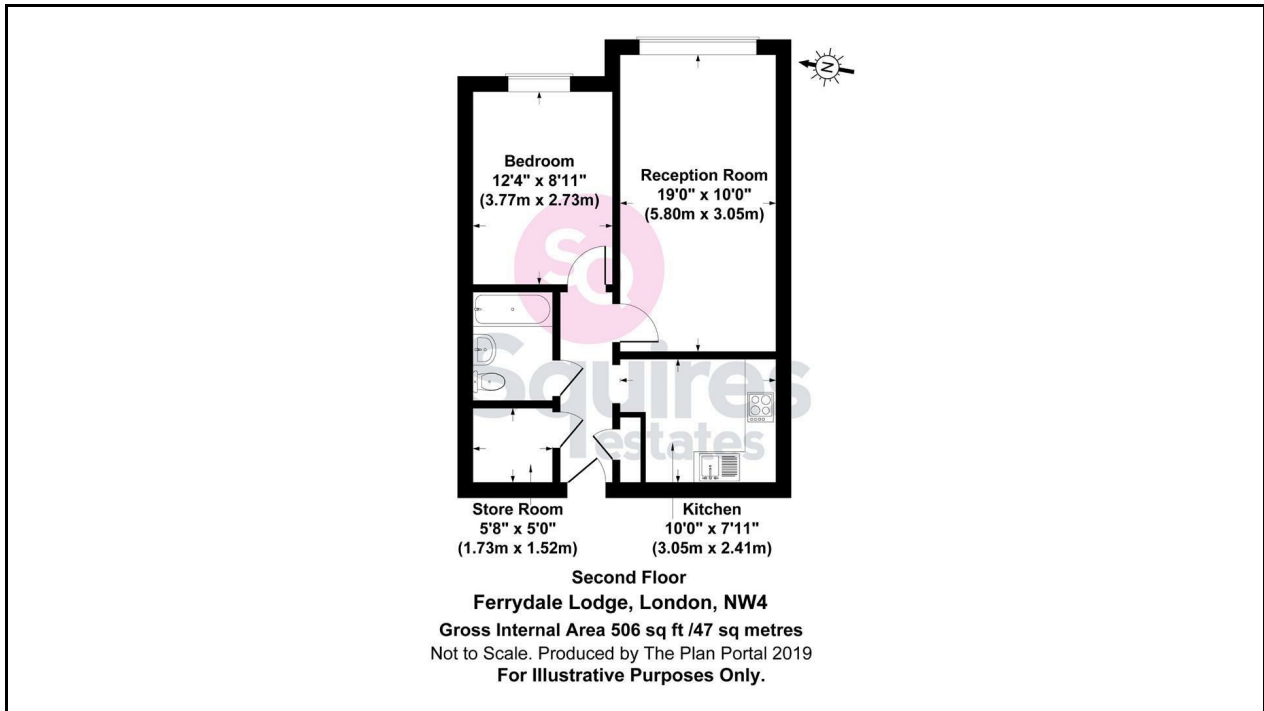 N
Bedroom
12'4" x 8'11"
(3.77m x 2.73m)
Reception Room
19'0" x 10'0"
(5.80m x 3.05m)
SQ
Squires
estates
Store Room
5'8" x 5'0"
(1.73m x 1.52m)
Kitchen
10'0" x 7'11"
(3.05m x 2.41m)
Second Floor
Ferrydale Lodge, London, NW4
Gross Internal Area 506 sq ft /47 sq metres
Not to Scale. Produced by The Plan Portal 2019
For Illustrative Purposes Only.